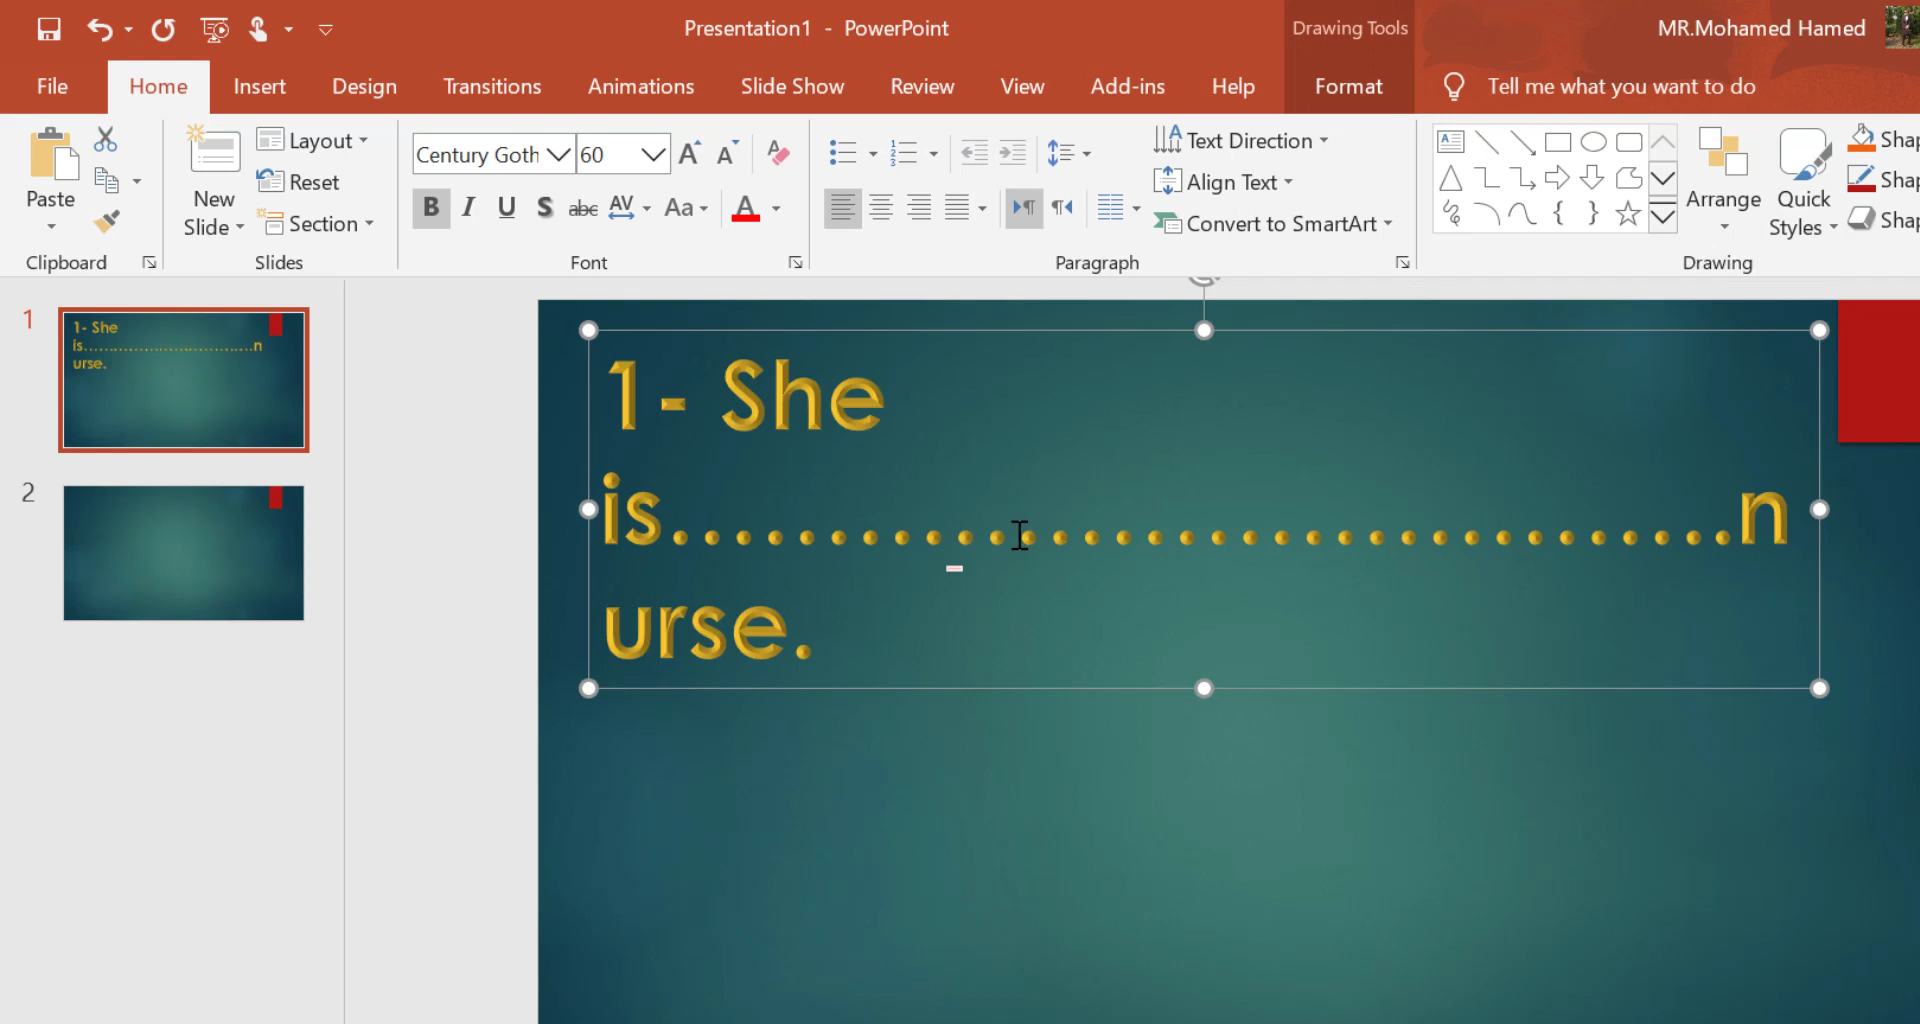 Presentation1 - PowerPoint
Drawing Tools
MR.Mohamed Hamed
File
Home
Insert
Design
Transitions
Animations
Slide Show
Review
View
Add-ins
Help
Format
Tell me what you want to do
Paste
Clipboard
New
Slide
Layout
Reset
Section
Slides
Century Goth
60
B I U S abc AV Aa A
Font
Text Direction
Align Text
Convert to SmartArt
Paragraph
Arrange
Quick
Styles
Shap
Shap
Shap
Drawing
1
1- She
is..................................n
urse.
2
1- She
is..................................n
urse.